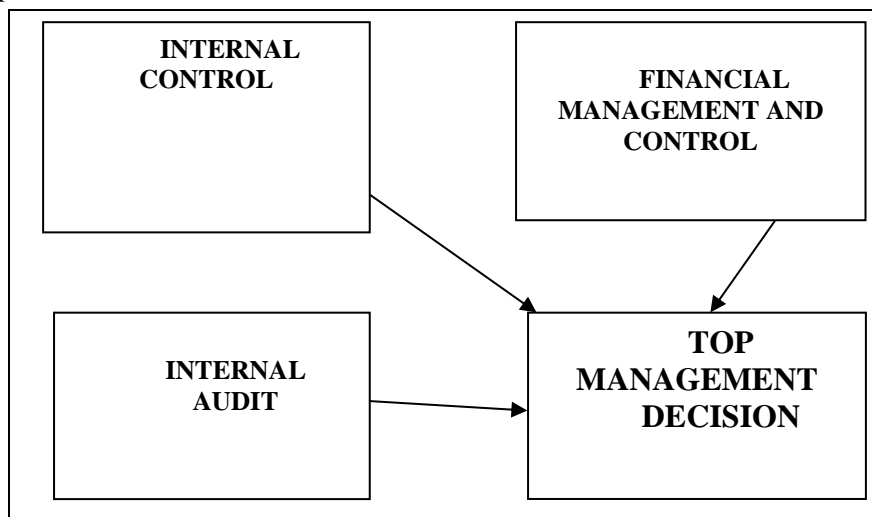 INTERNAL
CONTROL
FINANCIAL
MANAGEMENT AND
CONTROL
INTERNAL
AUDIT
TOP
MANAGEMENT
DECISION